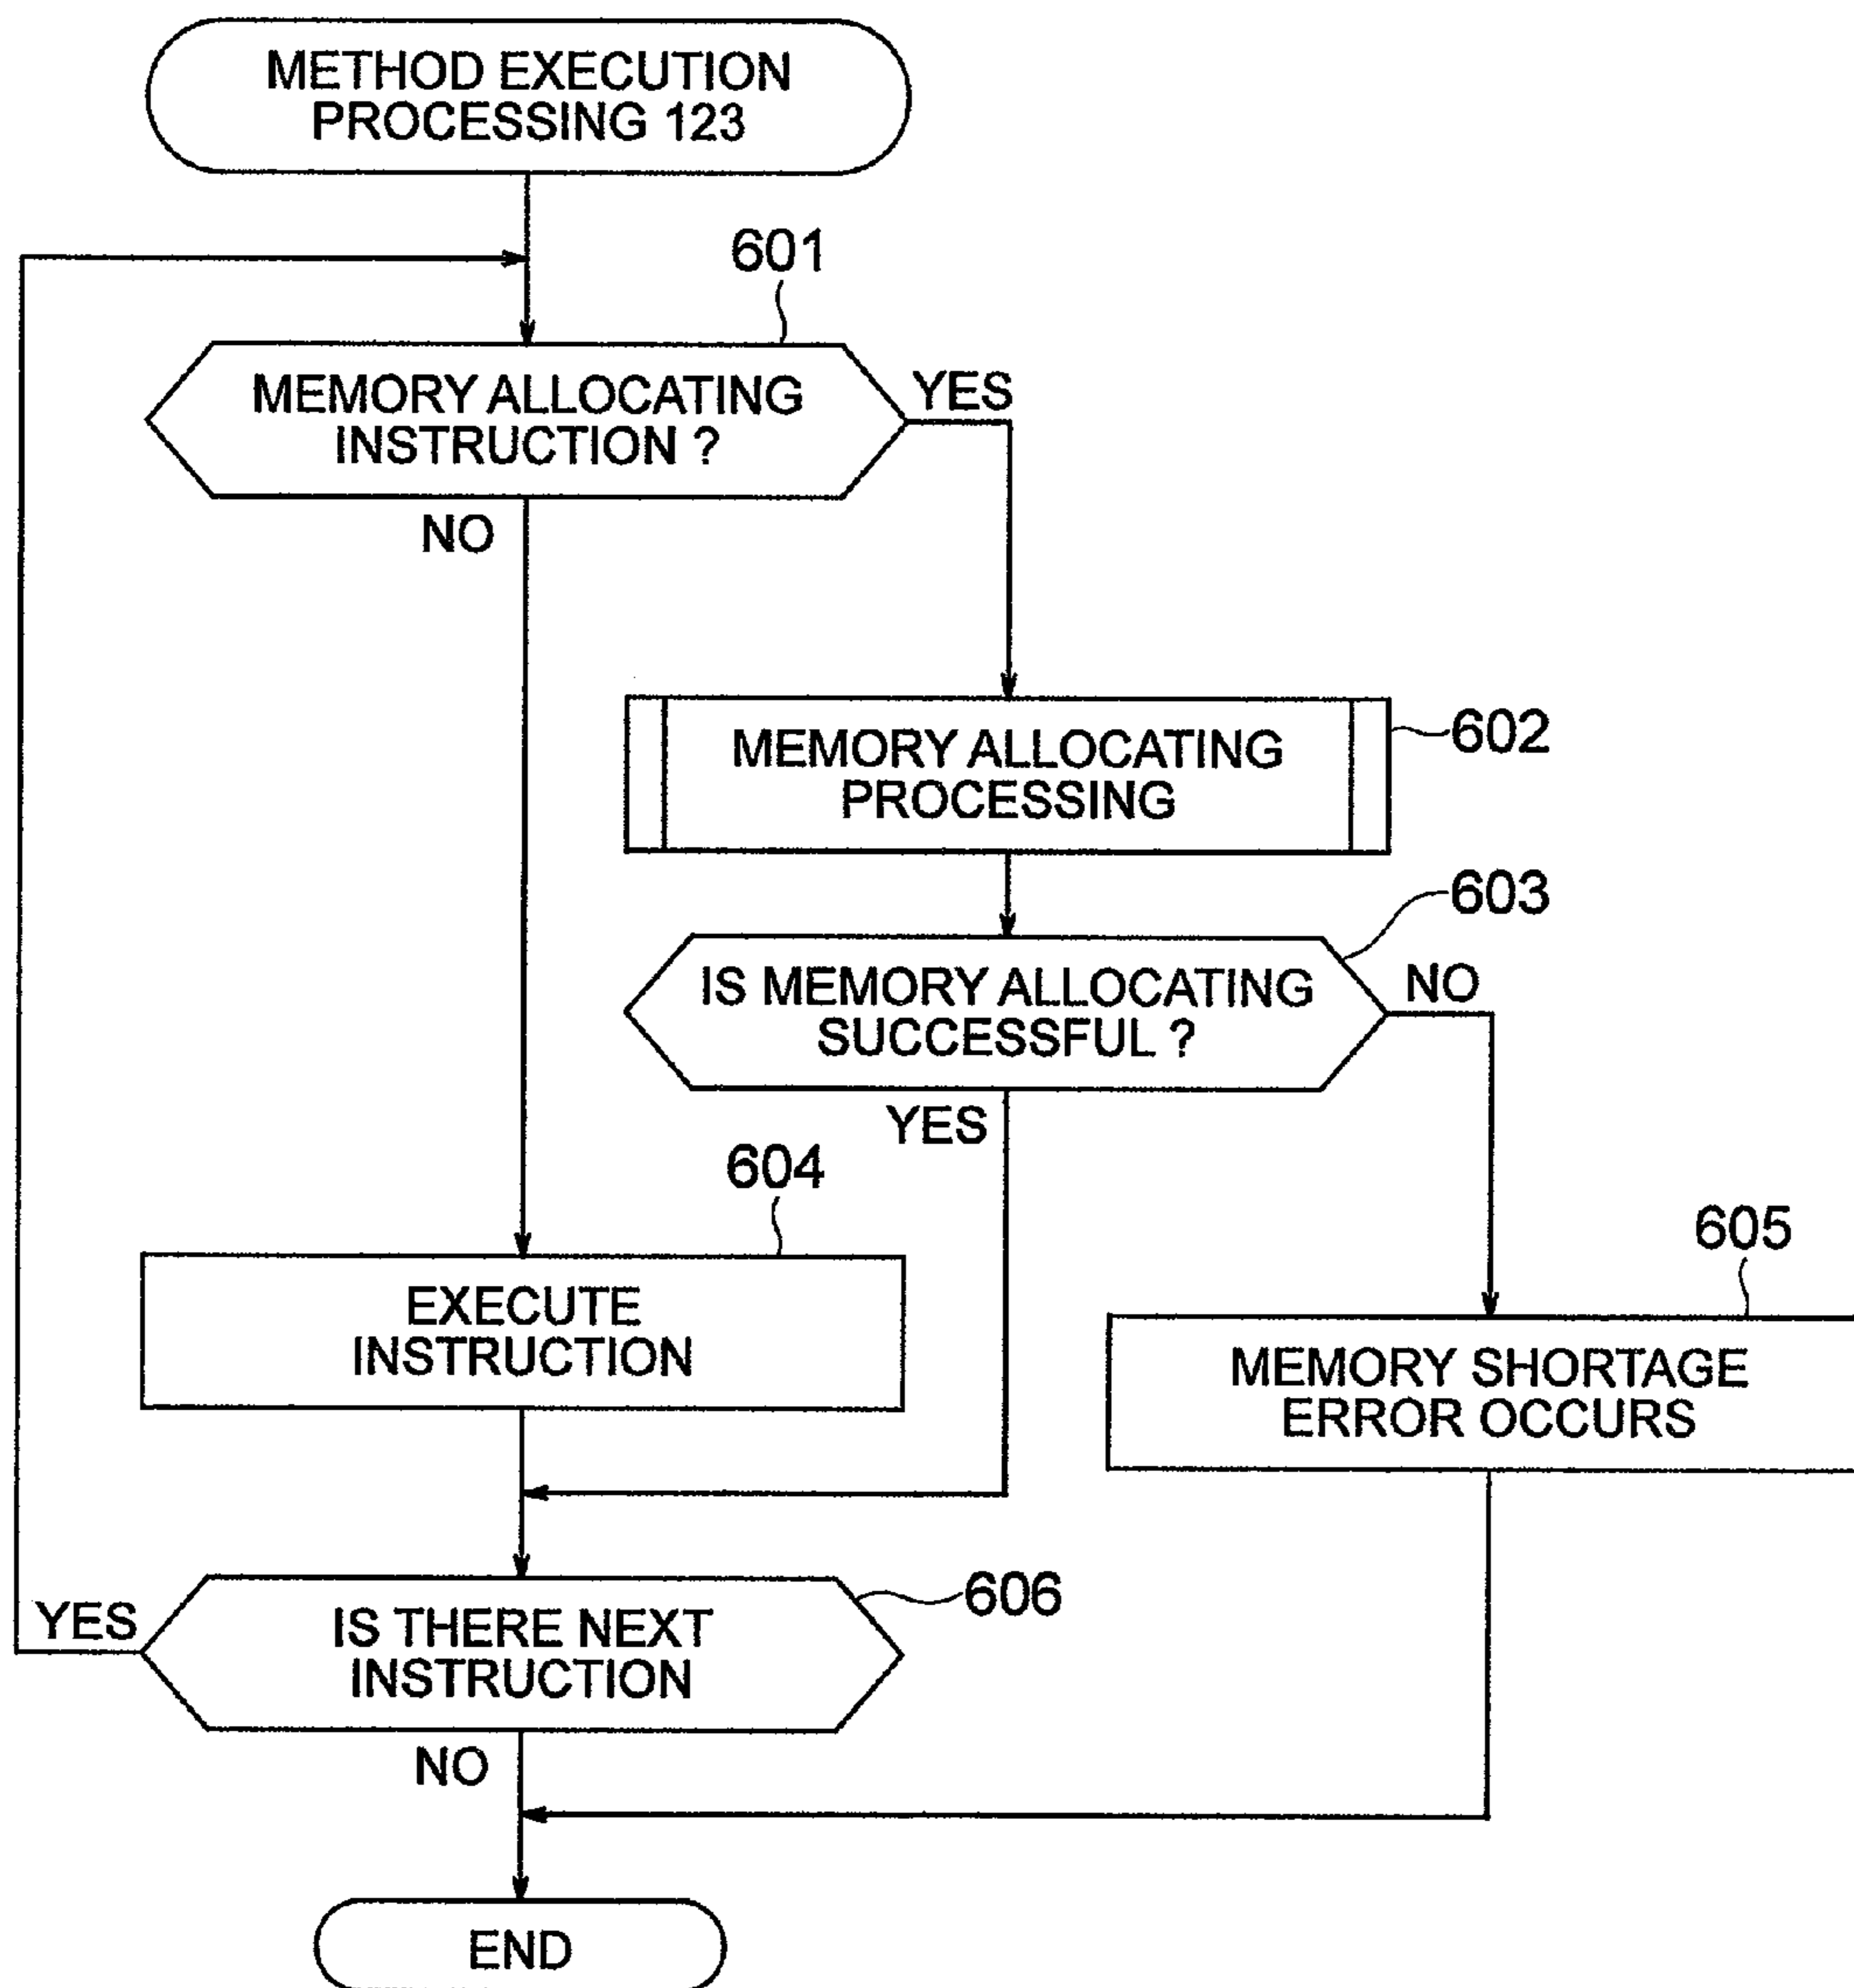 METHOD EXECUTION
PROCESSING 123
601
MEMORY ALLOCATING
INSTRUCTION ?
YES
NO
602
MEMORY ALLOCATING
PROCESSING
603
IS MEMORY ALLOCATING
SUCCESSFUL ?
NO
YES
604
EXECUTE
INSTRUCTION
605
MEMORY SHORTAGE
ERROR OCCURS
606
YES
IS THERE NEXT
INSTRUCTION
NO
END